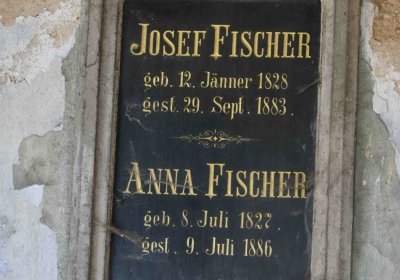 JOSEF FISCHER
geb. 12. Jänner 1828
gest. 29. Sept. 1883.
ANNA FISCHER
geb. 8. Juli 1827.
gest. 9. Juli 1886.